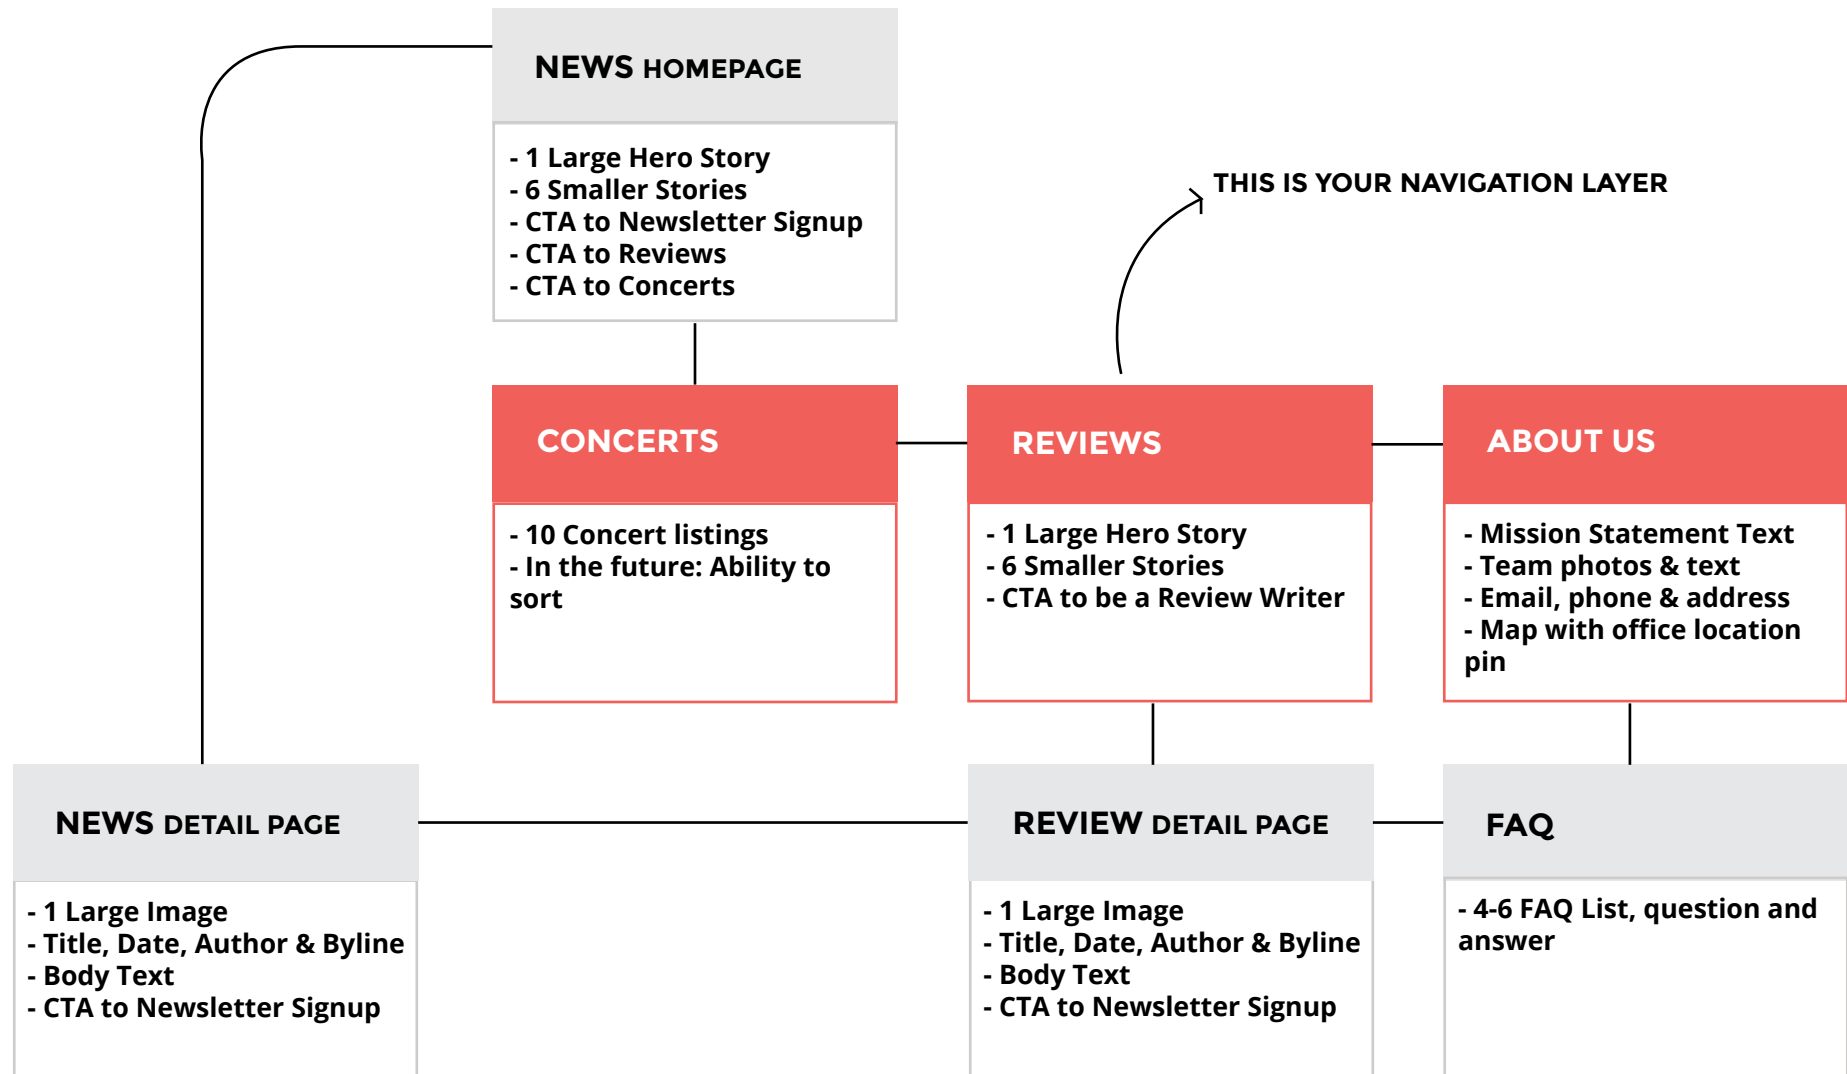 NEWS HOMEPAGE
- 1 Large Hero Story
- 6 Smaller Stories
- CTA to Newsletter Signup
- CTA to Reviews
- CTA to Concerts
THIS IS YOUR NAVIGATION LAYER
CONCERTS
- 10 Concert listings
- In the future: Ability to
sort
REVIEWS
- 1 Large Hero Story
- 6 Smaller Stories
- CTA to be a Review Writer
ABOUT US
- Mission Statement Text
- Team photos & text
- Email, phone & address
- Map with office location
pin
NEWS DETAIL PAGE
- 1 Large Image
- Title, Date, Author & Byline
- Body Text
- CTA to Newsletter Signup
REVIEW DETAIL PAGE
- 1 Large Image
- Title, Date, Author & Byline
- Body Text
- CTA to Newsletter Signup
FAQ
- 4-6 FAQ List, question and
answer